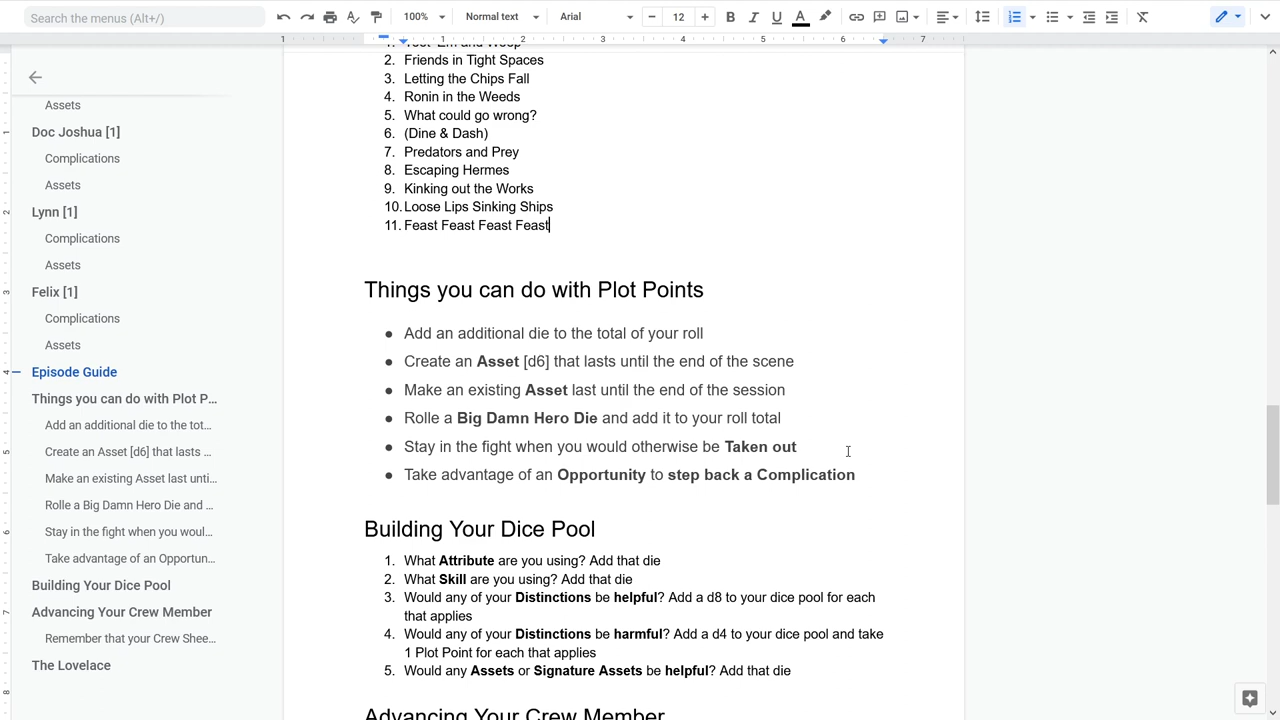 Search the menus (Alt+/)
100%
Normal text
Arial
12
B
I
U
A
1 1 2 3 4 5 6 7
Assets
Doc Joshua [1]
Complications
Assets
Lynn [1]
Complications
Assets
Felix [1]
Complications
Assets
Episode Guide
Things you can do with Plot P...
Add an additional die to the tot...
Create an Asset [d6] that lasts ...
Make an existing Asset last unti...
Rolle a Big Damn Hero Die and ...
Stay in the fight when you woul...
Take advantage of an Opportun...
Building Your Dice Pool
Advancing Your Crew Member
Remember that your Crew Shee...
The Lovelace
2. Friends in Tight Spaces
3. Letting the Chips Fall
4. Ronin in the Weeds
5. What could go wrong?
6. (Dine & Dash)
7. Predators and Prey
8. Escaping Hermes
9. Kinking out the Works
10. Loose Lips Sinking Ships
11. Feast Feast Feast Feast
Things you can do with Plot Points
● Add an additional die to the total of your roll
● Create an Asset [d6] that lasts until the end of the scene
● Make an existing Asset last until the end of the session
● Rolle a Big Damn Hero Die and add it to your roll total
● Stay in the fight when you would otherwise be Taken out
● Take advantage of an Opportunity to step back a Complication
Building Your Dice Pool
1. What Attribute are you using? Add that die
2. What Skill are you using? Add that die
3. Would any of your Distinctions be helpful? Add a d8 to your dice pool for each
that applies
4. Would any of your Distinctions be harmful? Add a d4 to your dice pool and take
1 Plot Point for each that applies
5. Would any Assets or Signature Assets be helpful? Add that die
Advancing Your Crew Member